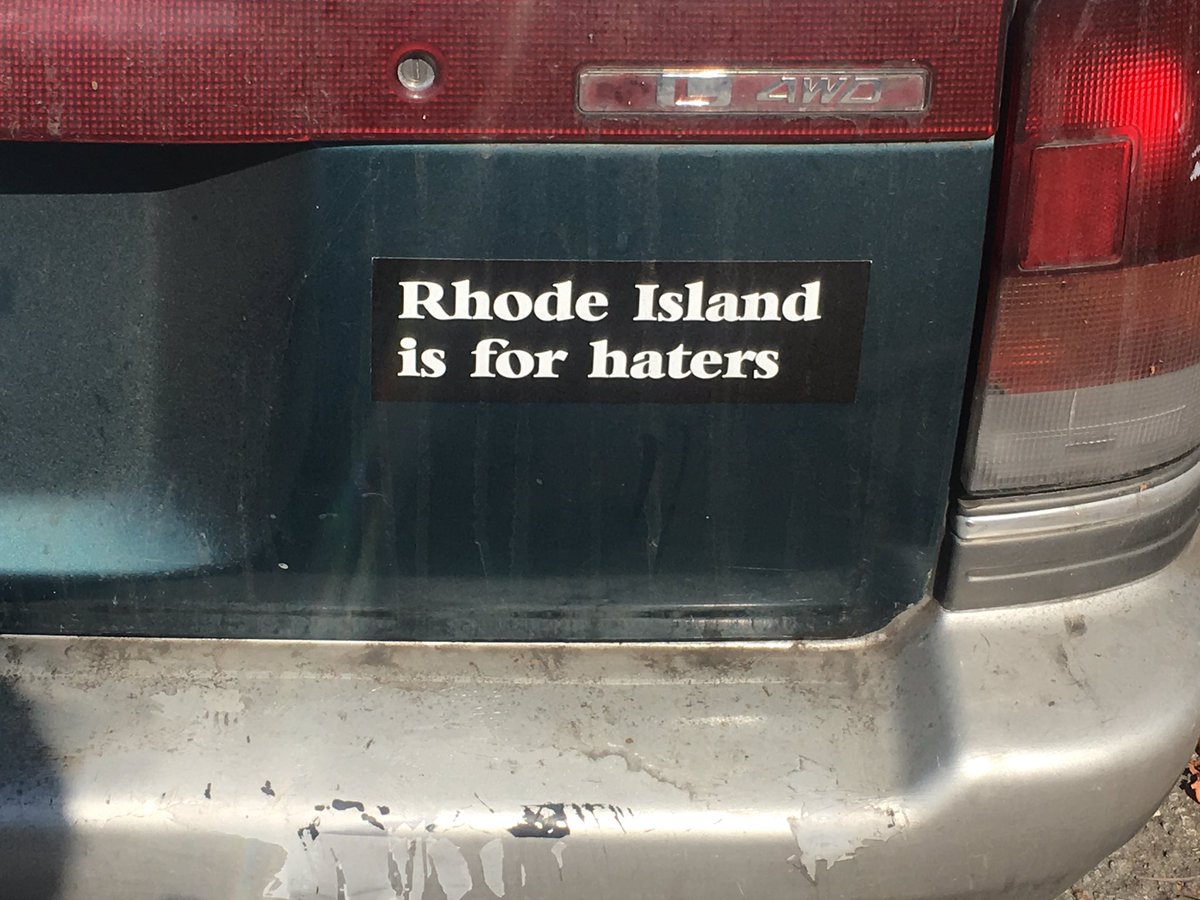 L 4WD
Rhode Island
is for haters